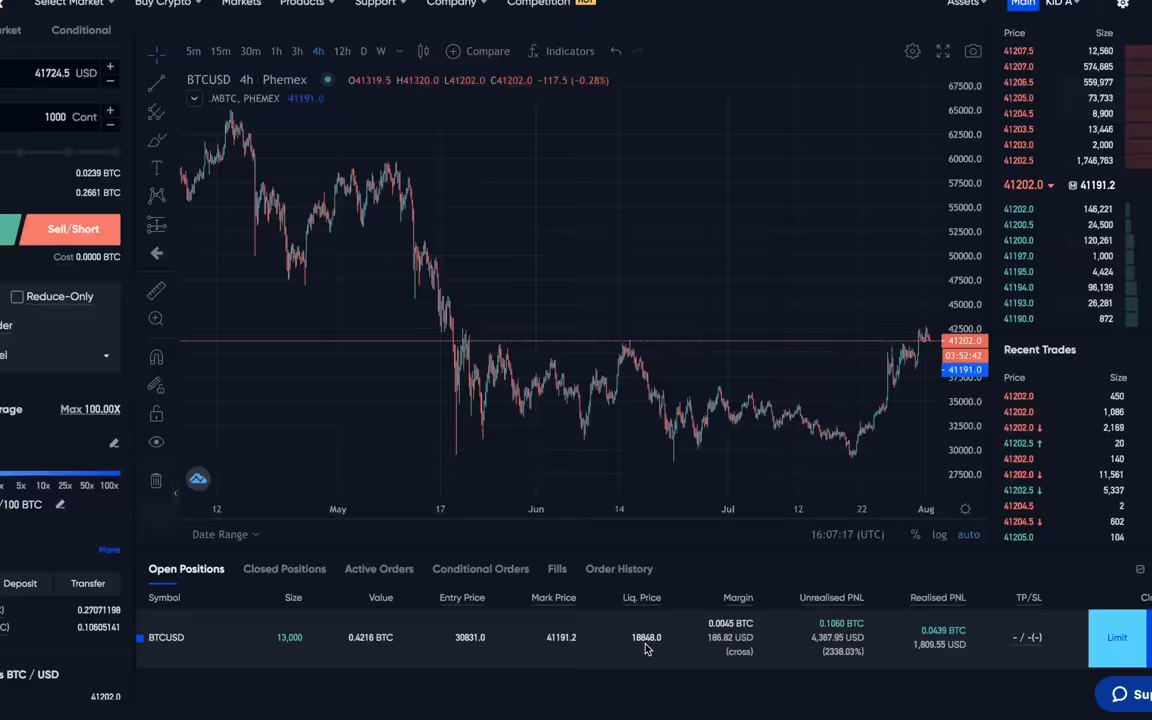 Select Market Buy Crypto Markets Products Support Company Competition HOT Assets Main KID A
rket Conditional
41724.5 USD + −
1000 Cont + −
0.0239 BTC
0.2661 BTC
Sell/Short
Cost 0.0000 BTC
Reduce-Only
der
el
rage Max 100.00X
x 5x 10x 25x 50x 100x
/100 BTC
More
Deposit Transfer
C) 0.27071198
C) 0.10605141
s BTC / USD
41202.0
5m 15m 30m 1h 3h 4h 12h D W Compare Indicators
BTCUSD 4h Phemex O41319.5 H41320.0 L41202.0 C41202.0 −117.5 (−0.28%)
.MBTC, PHEMEX 41191.0
67500.0
65000.0
62500.0
60000.0
57500.0
55000.0
52500.0
50000.0
47500.0
45000.0
42500.0
41202.0
03:52:42
41191.0
37500.0
35000.0
32500.0
30000.0
27500.0
12 May 17 Jun 14 Jul 12 22 Aug
Date Range 16:07:17 (UTC) % log auto
Price Size
41207.5 12,560
41207.0 574,685
41206.5 559,977
41205.0 73,733
41204.5 8,900
41203.5 13,446
41203.0 2,000
41202.5 1,746,763
41202.0 M 41191.2
41202.0 146,221
41200.5 24,500
41200.0 120,261
41197.0 1,000
41195.0 4,424
41194.0 96,139
41193.0 26,281
41190.0 872
Recent Trades
Price Size
41202.0 450
41202.0 1,086
41202.0 ↓ 2,169
41202.5 ↑ 20
41202.0 140
41202.0 ↓ 11,561
41202.5 ↓ 5,337
41204.5 2
41204.5 ↓ 602
41205.0 104
Open Positions Closed Positions Active Orders Conditional Orders Fills Order History
Symbol Size Value Entry Price Mark Price Liq. Price Margin Unrealised PNL Realised PNL TP/SL Clo
BTCUSD 13,000 0.4216 BTC 30831.0 41191.2 18848.0
0.0045 BTC
186.82 USD
(cross)
0.1060 BTC
4,367.95 USD
(2338.03%)
0.0439 BTC
1,809.55 USD
- / -(-)
Limit
Sup